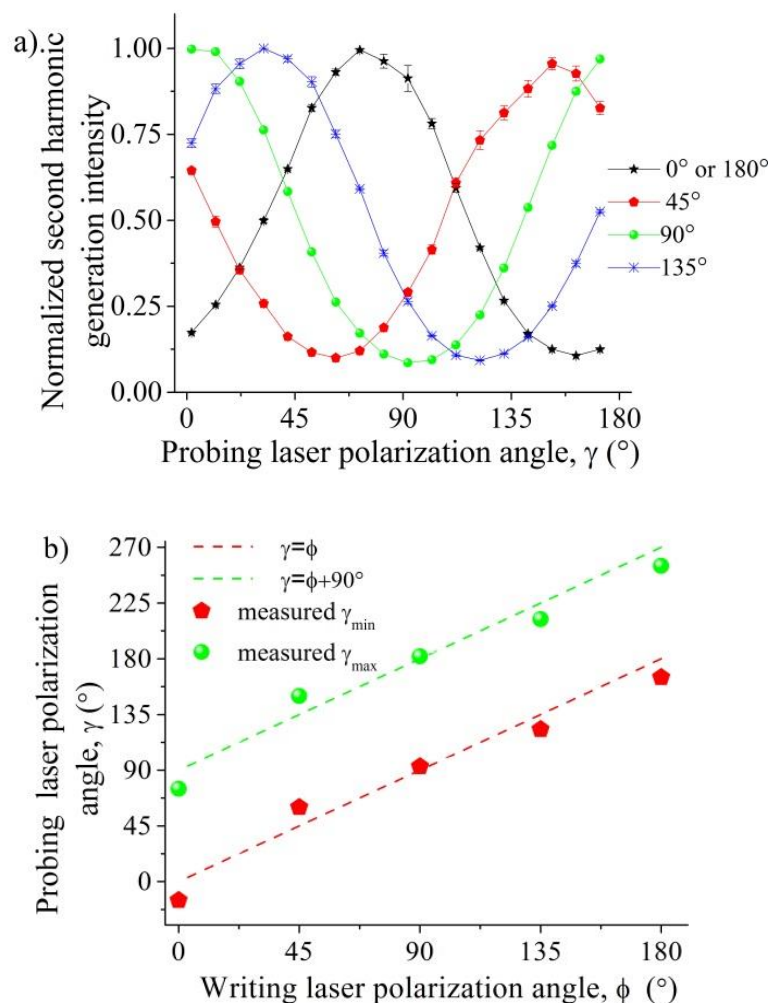 a).
Normalized second harmonic
generation intensity
1.00
0.75
0.50
0.25
0.00
0 45 90 135 180
Probing laser polarization angle, γ (°)
0° or 180°
45°
90°
135°
b)
Probing laser polarization
angle, γ (°)
270
225
180
135
90
45
0
γ=ϕ
γ=ϕ+90°
measured γmin
measured γmax
0 45 90 135 180
Writing laser polarization angle, ϕ (°)